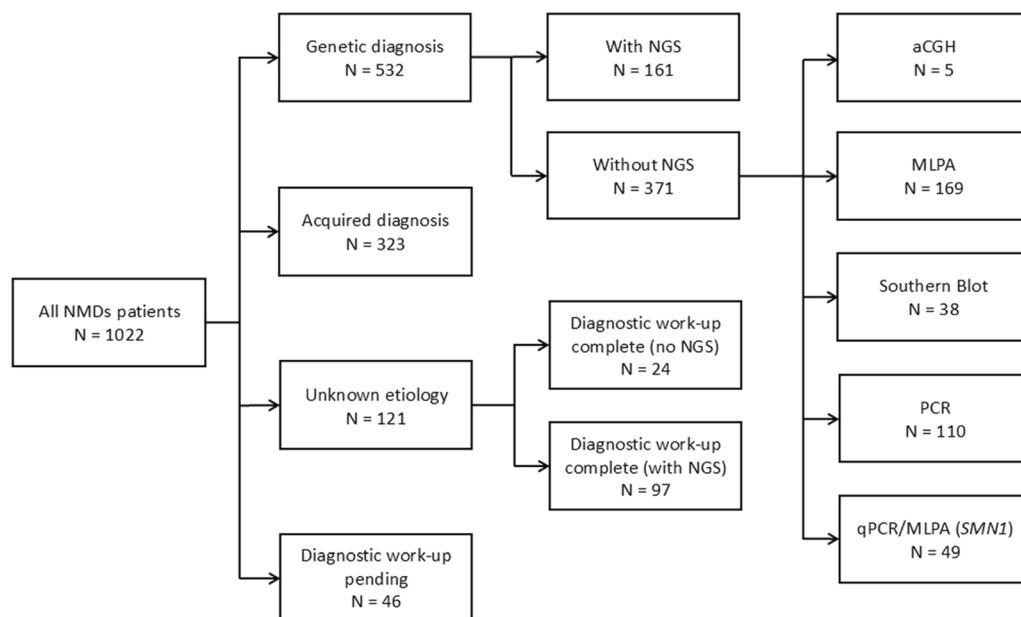 All NMDs patients
N = 1022
Genetic diagnosis
N = 532
Acquired diagnosis
N = 323
Unknown etiology
N = 121
Diagnostic work-up
pending
N = 46
With NGS
N = 161
Without NGS
N = 371
Diagnostic work-up
complete (no NGS)
N = 24
Diagnostic work-up
complete (with NGS)
N = 97
aCGH
N = 5
MLPA
N = 169
Southern Blot
N = 38
PCR
N = 110
qPCR/MLPA (SMN1)
N = 49